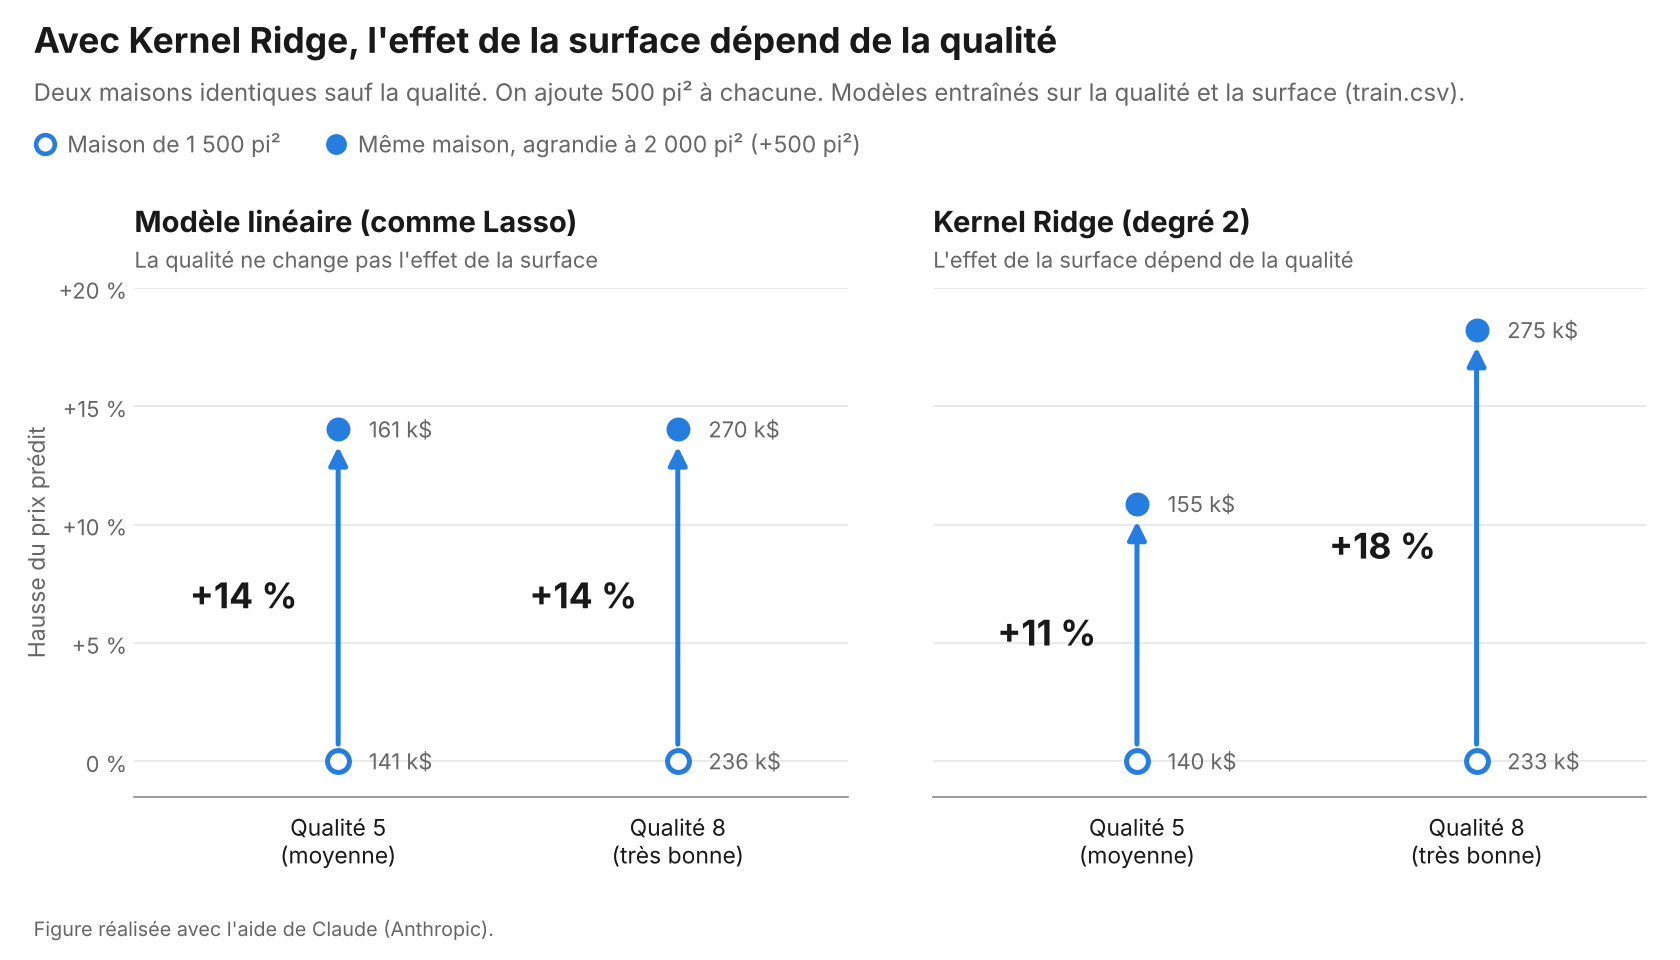 Avec Kernel Ridge, l'effet de la surface dépend de la qualité
Deux maisons identiques sauf la qualité. On ajoute 500 pi² à chacune. Modèles entraînés sur la qualité et la surface (train.csv).
Maison de 1 500 pi²
Même maison, agrandie à 2 000 pi² (+500 pi²)
Modèle linéaire (comme Lasso)
La qualité ne change pas l'effet de la surface
Hausse du prix prédit
+20 %
+15 %
+10 %
+5 %
0 %
161 k$
270 k$
+14 %
+14 %
141 k$
236 k$
Qualité 5
(moyenne)
Qualité 8
(très bonne)
Kernel Ridge (degré 2)
L'effet de la surface dépend de la qualité
275 k$
155 k$
+18 %
+11 %
140 k$
233 k$
Qualité 5
(moyenne)
Qualité 8
(très bonne)
Figure réalisée avec l'aide de Claude (Anthropic).